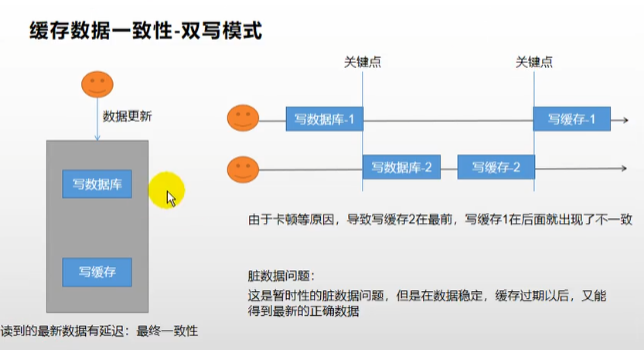 缓存数据一致性-双写模式
数据更新
写数据库
写缓存
读到的最新数据有延迟：最终一致性
关键点
关键点
写数据库-1
写缓存-1
写数据库-2
写缓存-2
由于卡顿等原因，导致写缓存2在最前，写缓存1在后面就出现了不一致
脏数据问题：
这是暂时性的脏数据问题，但是在数据稳定，缓存过期以后，又能
得到最新的正确数据